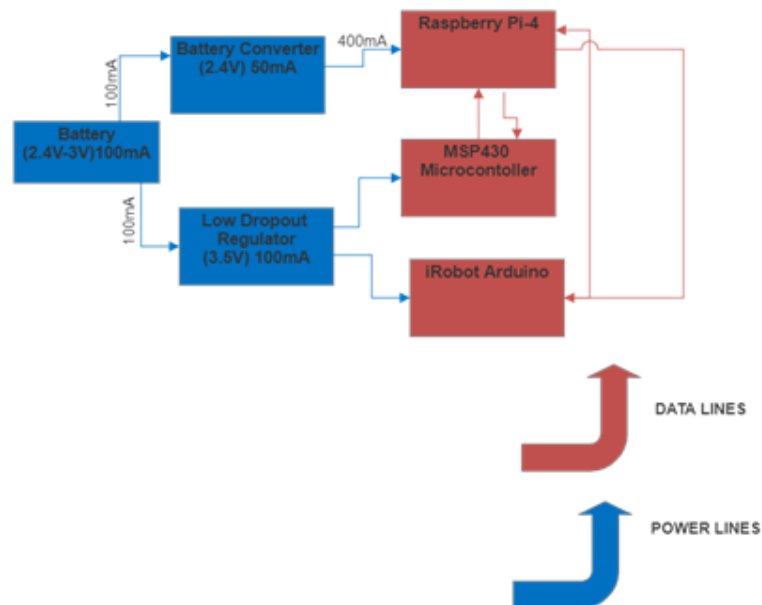 Raspberry Pi-4
Battery Converter
(2.4V) 50mA
400mA
100mA
Battery
(2.4V-3V)100mA
MSP430
Microcontoller
100mA
Low Dropout
Regulator
(3.5V) 100mA
iRobot Arduino
DATA LINES
POWER LINES